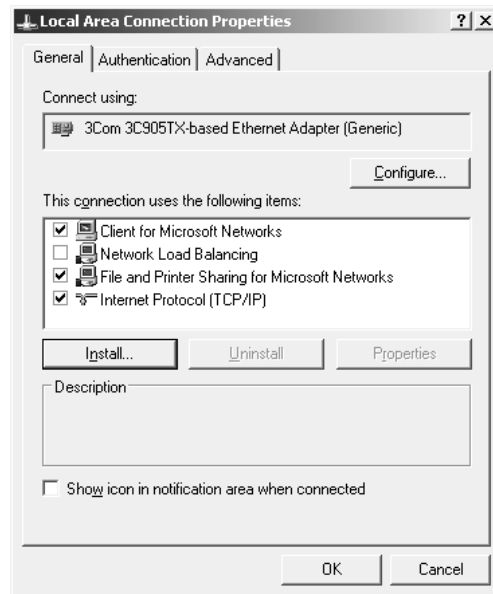 Local Area Connection Properties
General Authentication Advanced
Connect using:
3Com 3C905TX-based Ethernet Adapter (Generic)
Configure...
This connection uses the following items:
Client for Microsoft Networks
Network Load Balancing
File and Printer Sharing for Microsoft Networks
Internet Protocol (TCP/IP)
Install... Uninstall Properties
Description
Show icon in notification area when connected
OK Cancel